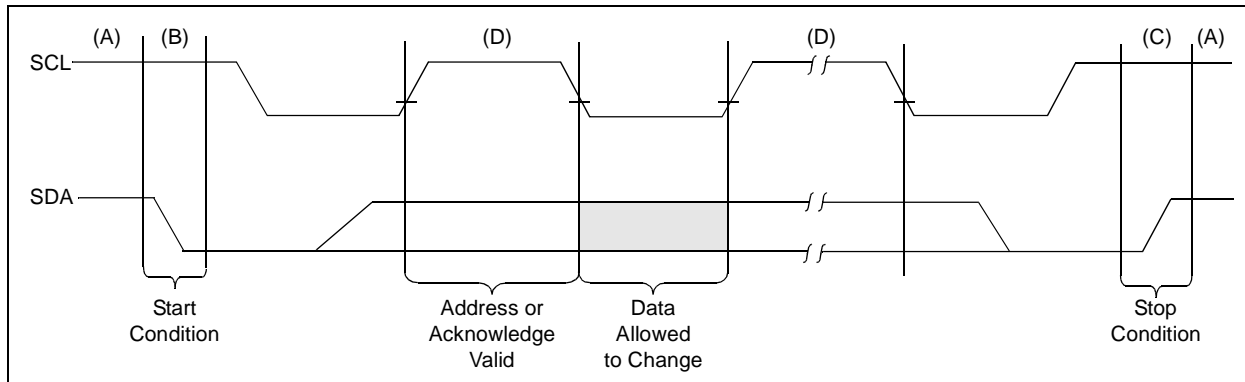 (A) (B) (D) (D) (C) (A)
SCL
SDA
Start
Condition
Address or
Acknowledge
Valid
Data
Allowed
to Change
Stop
Condition